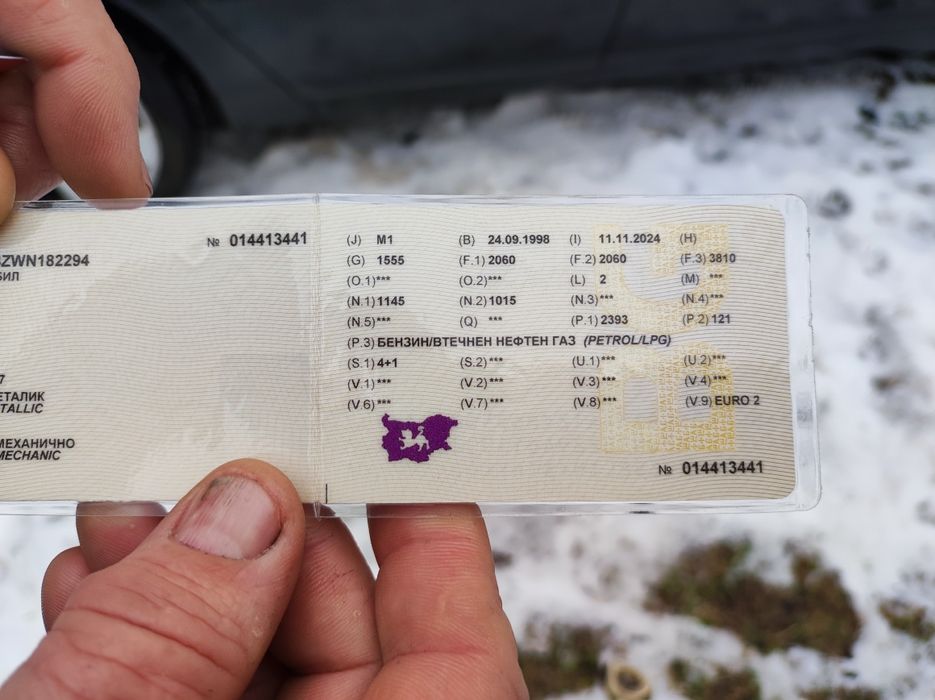 № 014413441
ZWN182294
БИЛ
7
ЕТАЛИК
TALLIC
МЕХАНИЧНО
MECHANIC
(J) M1 (B) 24.09.1998 (I) 11.11.2024 (H)
(G) 1555 (F.1) 2060 (F.2) 2060 (F.3) 3810
(O.1) *** (O.2) *** (L) 2 (M) ***
(N.1) 1145 (N.2) 1015 (N.3) *** (N.4) ***
(N.5) *** (Q) *** (P.1) 2393 (P.2) 121
(P.3) БЕНЗИН/ВТЕЧНЕН НЕФТЕН ГАЗ (PETROL/LPG)
(S.1) 4+1 (S.2) *** (U.1) *** (U.2) ***
(V.1) *** (V.2) *** (V.3) *** (V.4) ***
(V.6) *** (V.7) *** (V.8) *** (V.9) EURO 2
№ 014413441